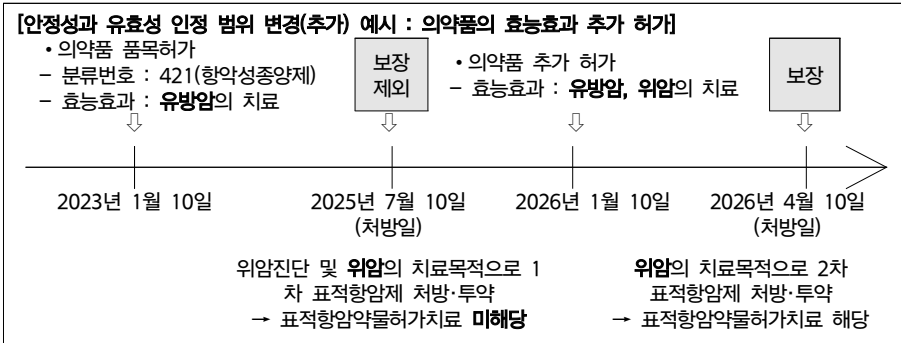 [안정성과 유효성 인정 범위 변경(추가) 예시 : 의약품의 효능효과 추가 허가]
• 의약품 품목허가
- 분류번호 : 421(항악성종양제)
- 효능효과 : 유방암의 치료
보장
제외
• 의약품 추가 허가
- 효능효과 : 유방암, 위암의 치료
보장
2023년 1월 10일
2025년 7월 10일
(처방일)
2026년 1월 10일
2026년 4월 10일
(처방일)
위암진단 및 위암의 치료목적으로 1
차 표적항암제 처방·투약
→ 표적항암약물허가치료 미해당
위암의 치료목적으로 2차
표적항암제 처방·투약
→ 표적항암약물허가치료 해당